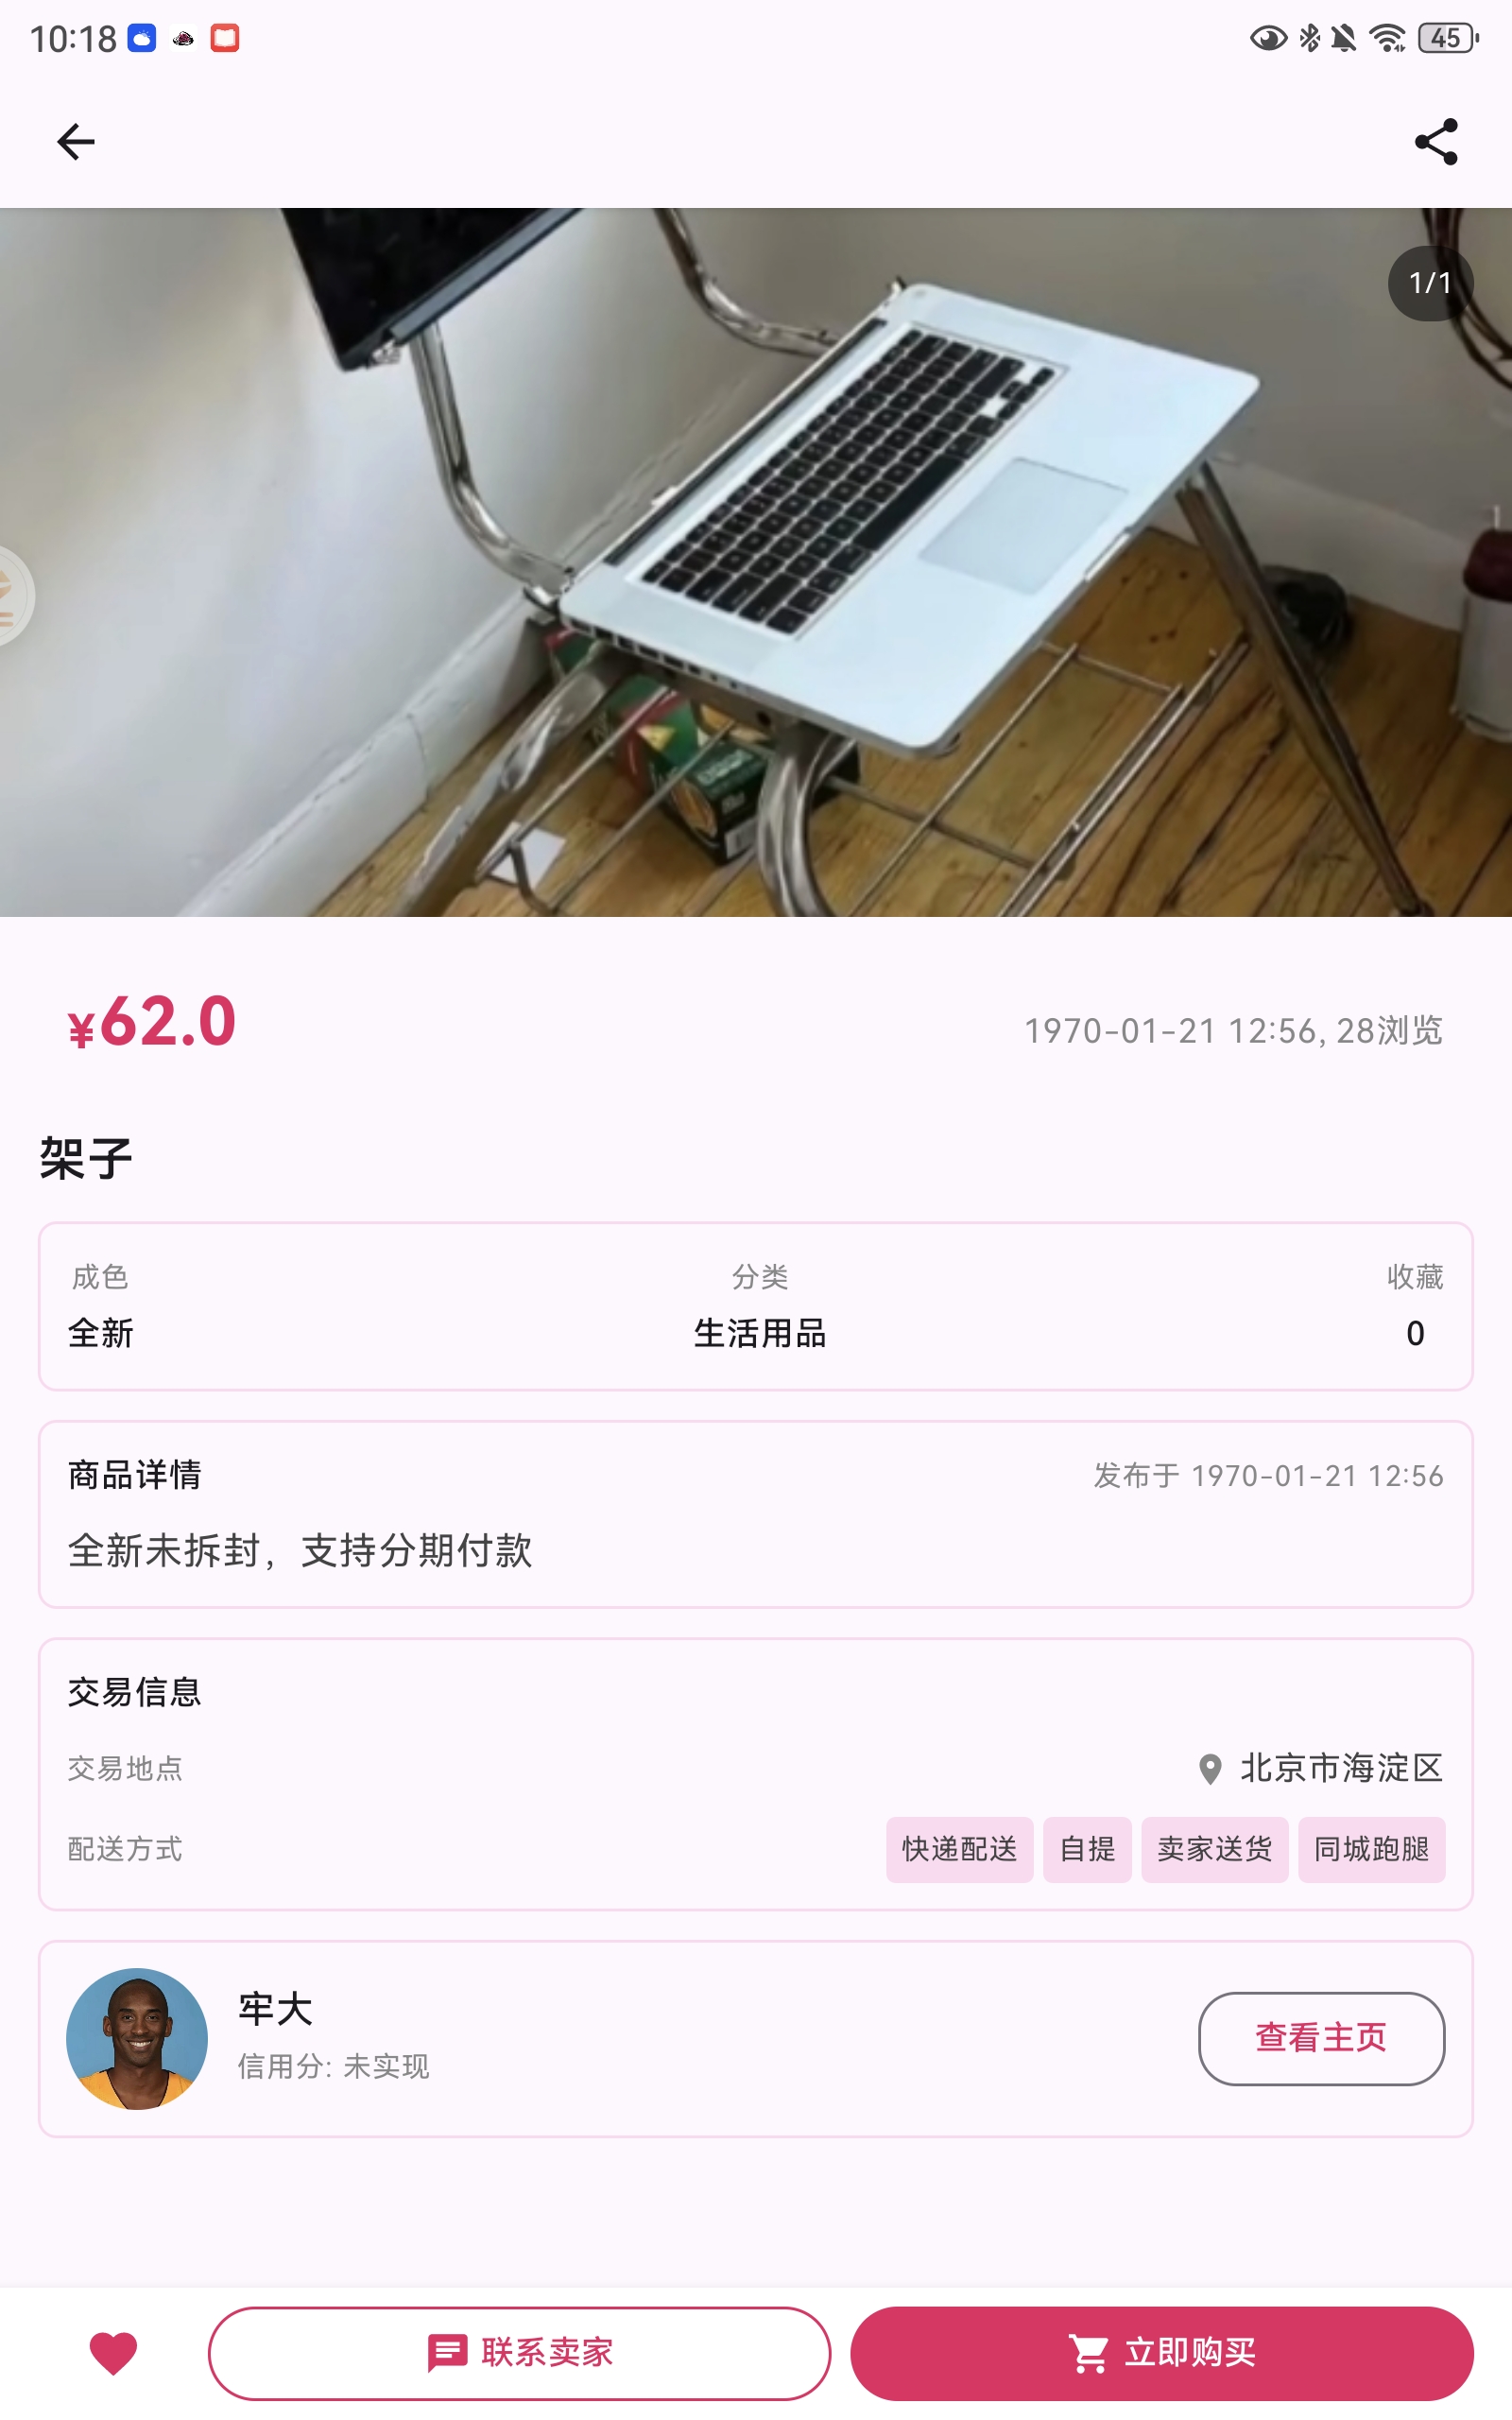 10:18
45
1/1
¥62.0
1970-01-21 12:56, 28浏览
架子
成色 分类 收藏
全新 生活用品 0
商品详情 发布于 1970-01-21 12:56
全新未拆封，支持分期付款
交易信息
交易地点 北京市海淀区
配送方式 快递配送 自提 卖家送货 同城跑腿
牢大
信用分: 未实现
查看主页
联系卖家 立即购买